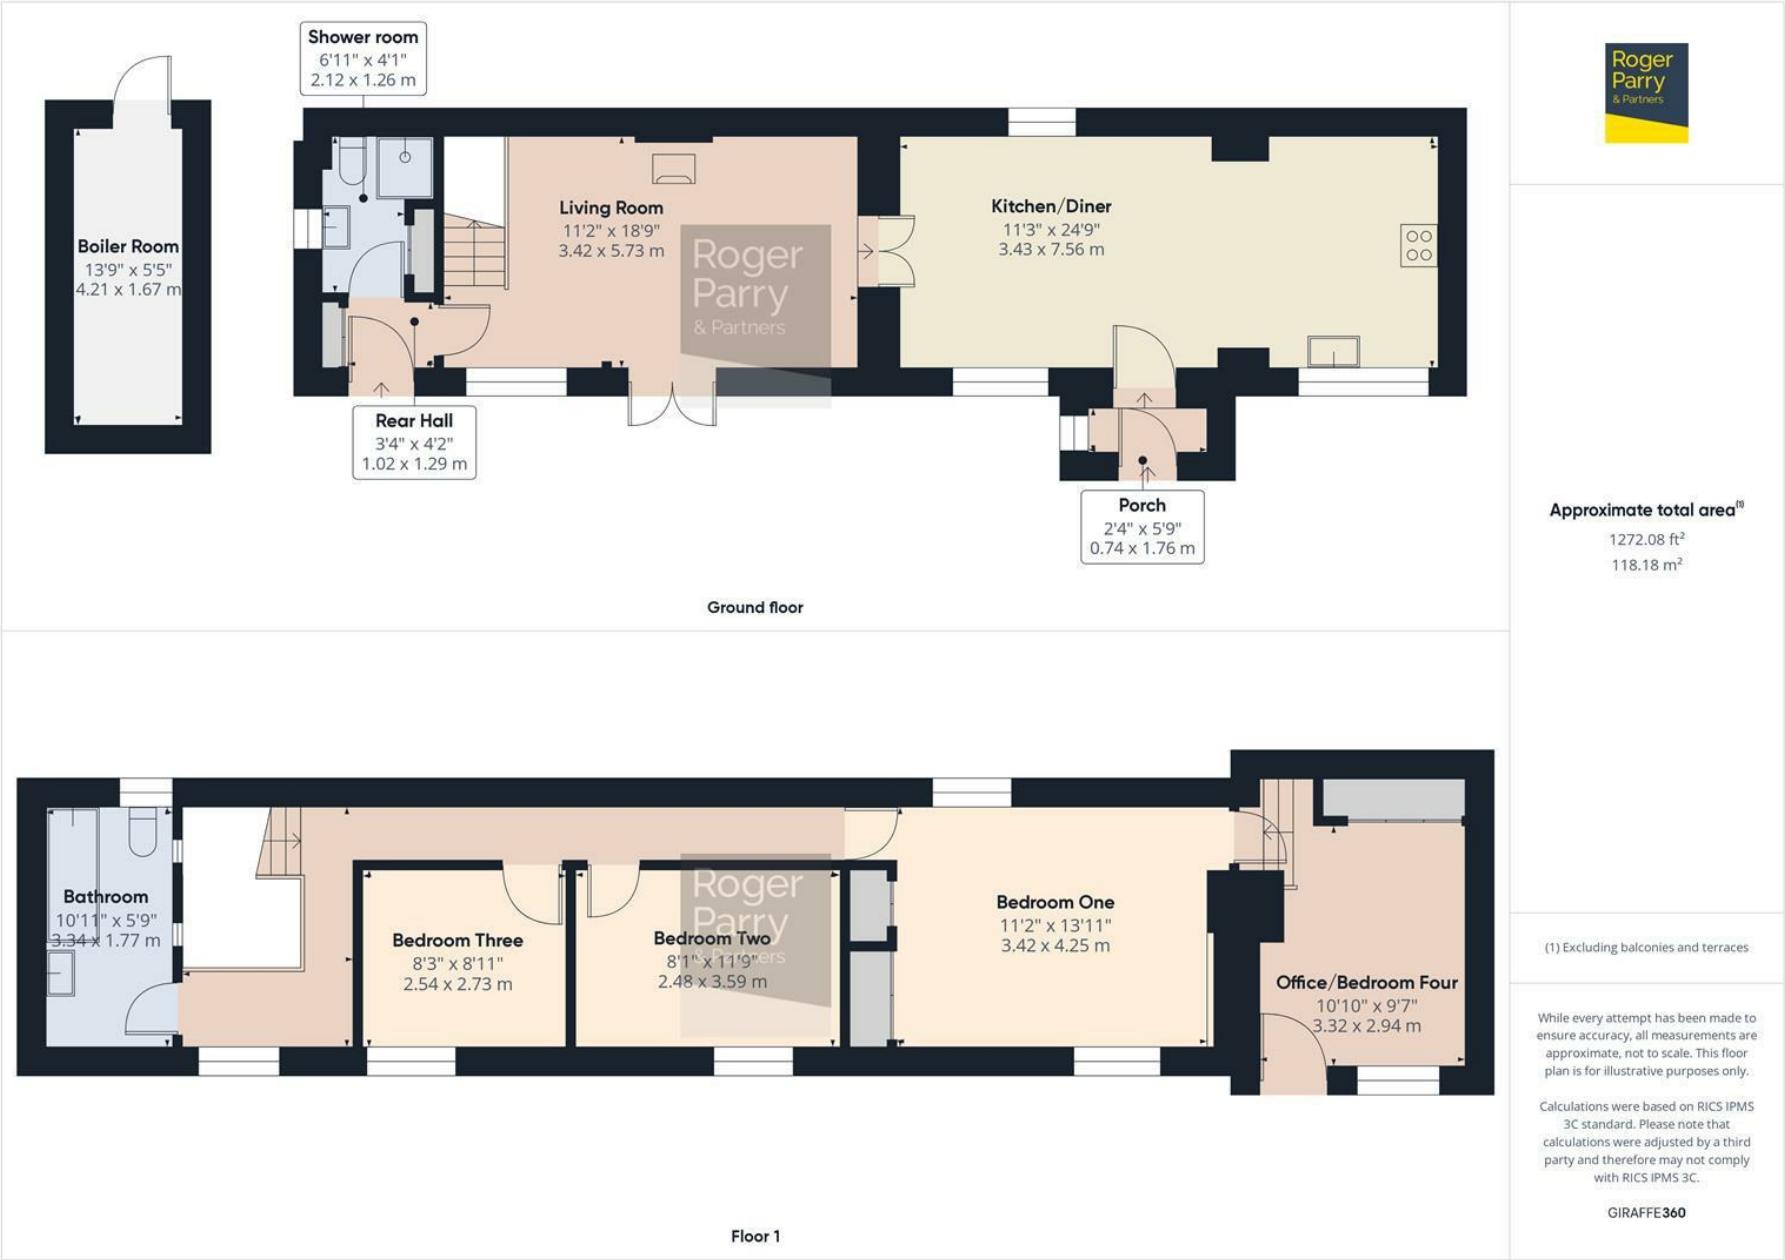 Shower room
6'11" x 4'1"
2.12 x 1.26 m
Boiler Room
13'9" x 5'5"
4.21 x 1.67 m
Living Room
11'2" x 18'9"
3.42 x 5.73 m
Kitchen/Diner
11'3" x 24'9"
3.43 x 7.56 m
Roger
Parry
& Partners
Rear Hall
3'4" x 4'2"
1.02 x 1.29 m
Porch
2'4" x 5'9"
0.74 x 1.76 m
Ground floor
Bathroom
10'11" x 5'9"
3.34 x 1.77 m
Bedroom Three
8'3" x 8'11"
2.54 x 2.73 m
Roger
Parry
& Partners
Bedroom Two
8'1" x 11'9"
2.48 x 3.59 m
Bedroom One
11'2" x 13'11"
3.42 x 4.25 m
Office/Bedroom Four
10'10" x 9'7"
3.32 x 2.94 m
Floor 1
Roger
Parry
& Partners
Approximate total area(1)
1272.08 ft²
118.18 m²
(1) Excluding balconies and terraces
While every attempt has been made to
ensure accuracy, all measurements are
approximate, not to scale. This floor
plan is for illustrative purposes only.
Calculations were based on RICS IPMS
3C standard. Please note that
calculations were adjusted by a third
party and therefore may not comply
with RICS IPMS 3C.
GIRAFFE360